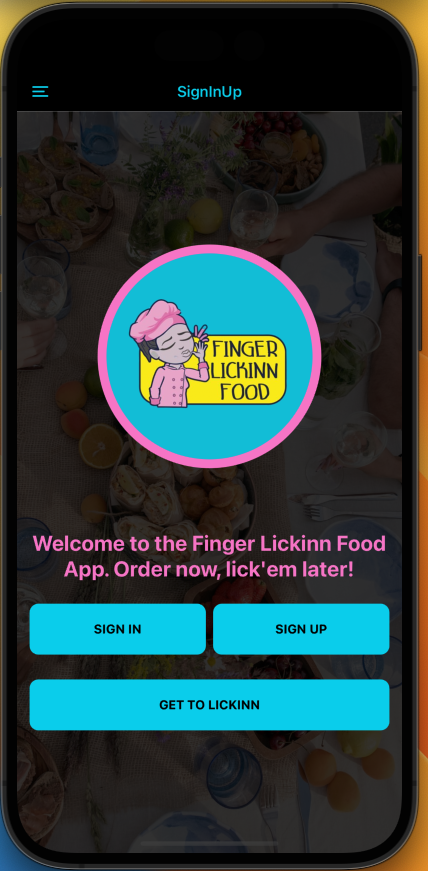 SignInUp
FINGER
LICKINN
FOOD
Welcome to the Finger Lickinn Food
App. Order now, lick'em later!
SIGN IN
SIGN UP
GET TO LICKINN